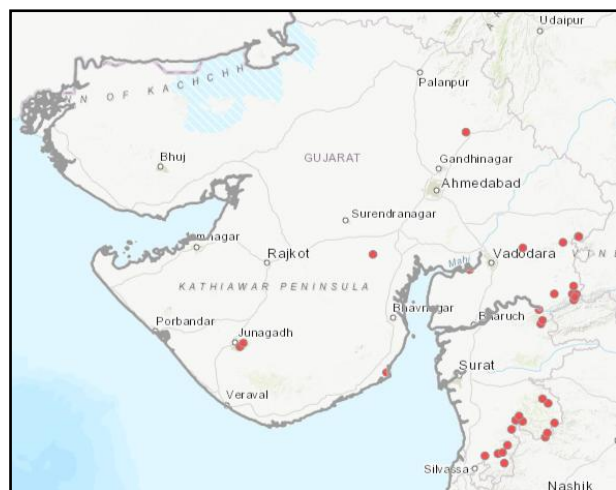 Udaipur
Palanpur
N OF KACHCHH
GUJARAT
Bhuj
Gandhinagar
Ahmedabad
Surendranagar
Jamnagar
Rajkot
Mahi
Vadodara
KATHIAWAR PENINSULA
Bhavnagar
Bharuch
Porbandar
Junagadh
Surat
Veraval
Silvassa
Nashik